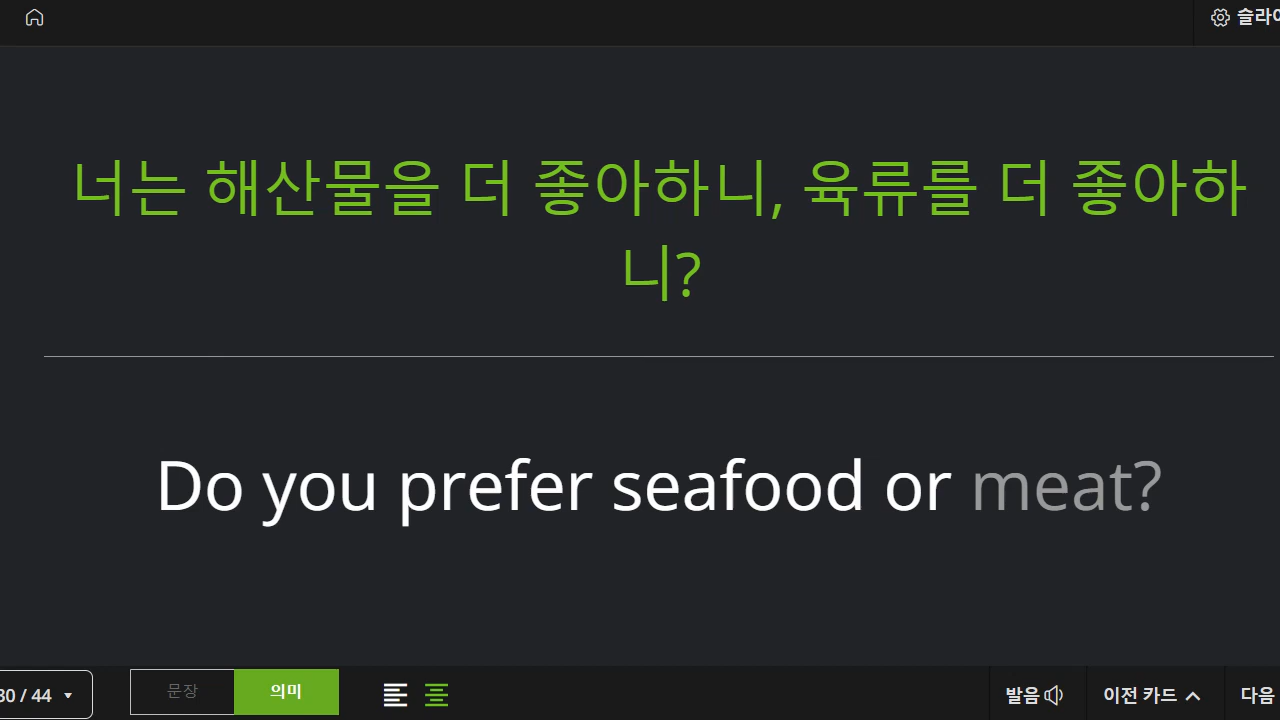 슬라이
너는 해산물을 더 좋아하니, 육류를 더 좋아하
니?
Do you prefer seafood or meat?
30 / 44
문장
의미
발음
이전 카드
다음